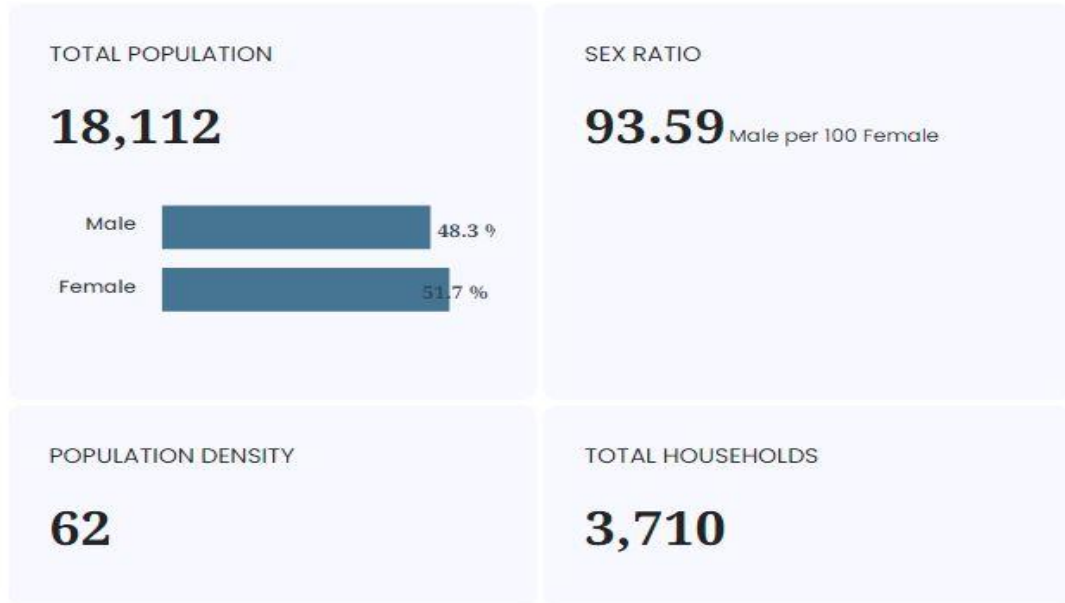 TOTAL POPULATION
18,112
Male 48.3 %
Female 51.7 %
SEX RATIO
93.59 Male per 100 Female
POPULATION DENSITY
62
TOTAL HOUSEHOLDS
3,710